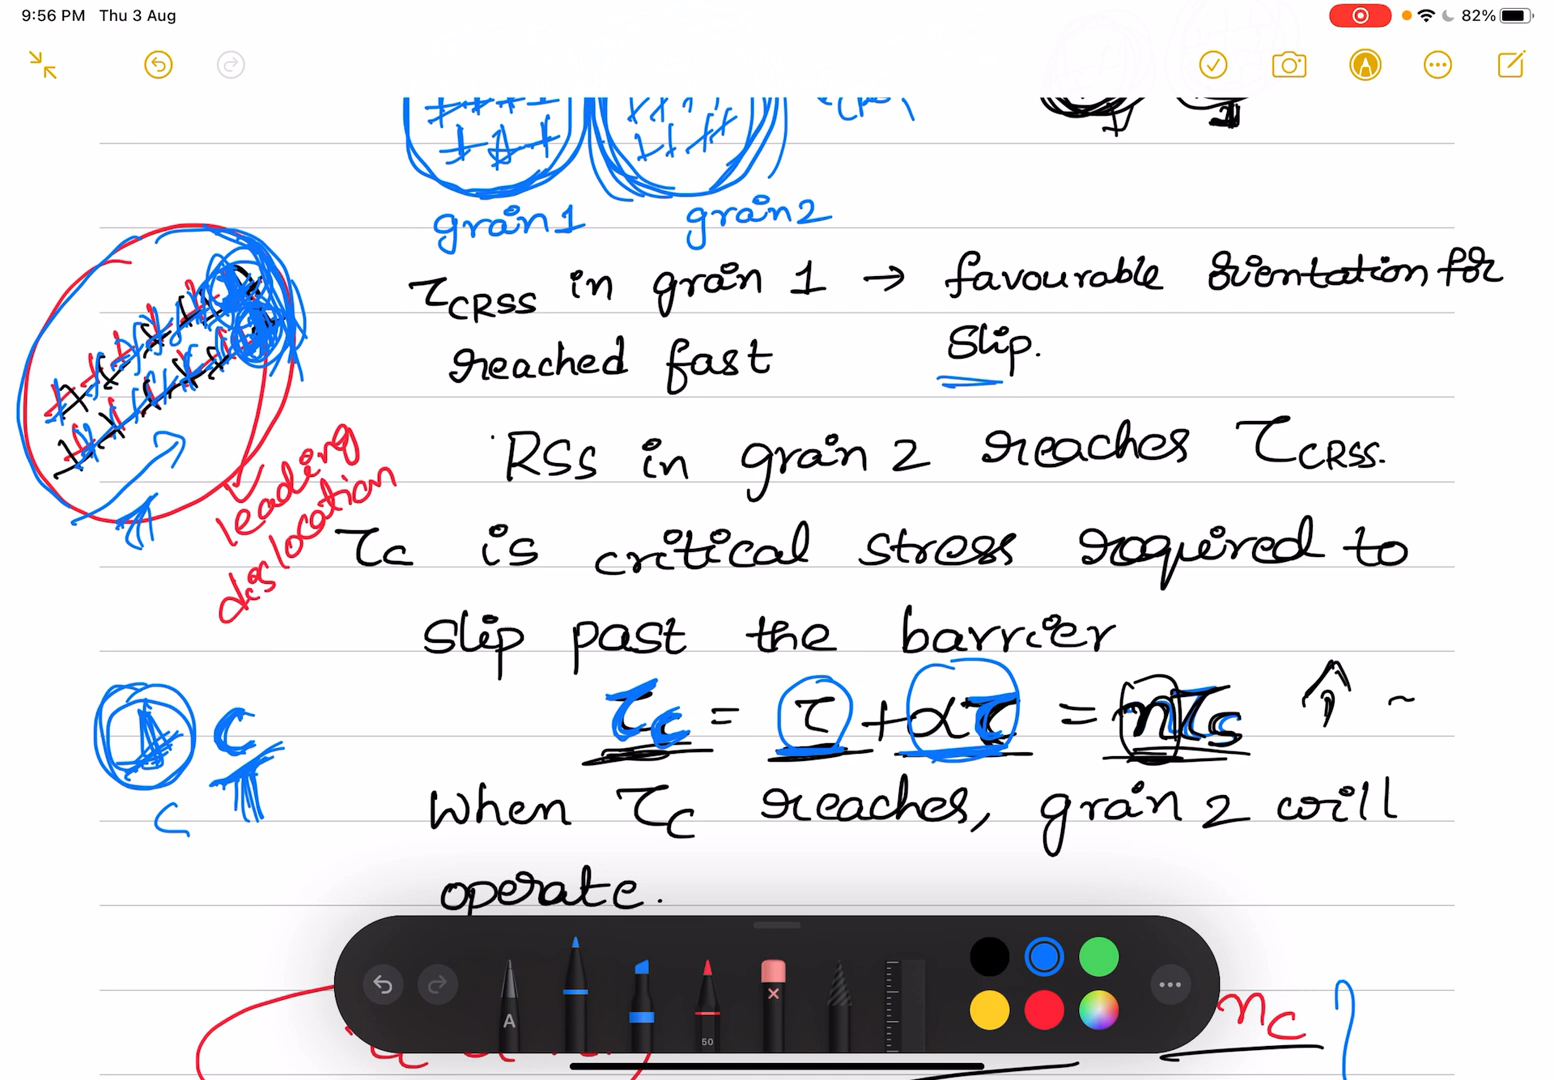 9:56 PM Thu 3 Aug 82%
grain1 grain2
τCRSS in grain 1 → favourable orientation for
reached fast slip.
RSS in grain 2 reaches τCRSS.
leading
dislocation
τc is critical stress required to
slip past the barrier
τc = τ + ατ = nτs ~
C
C
When τc reaches, grain 2 will
operate.
A
50
nc